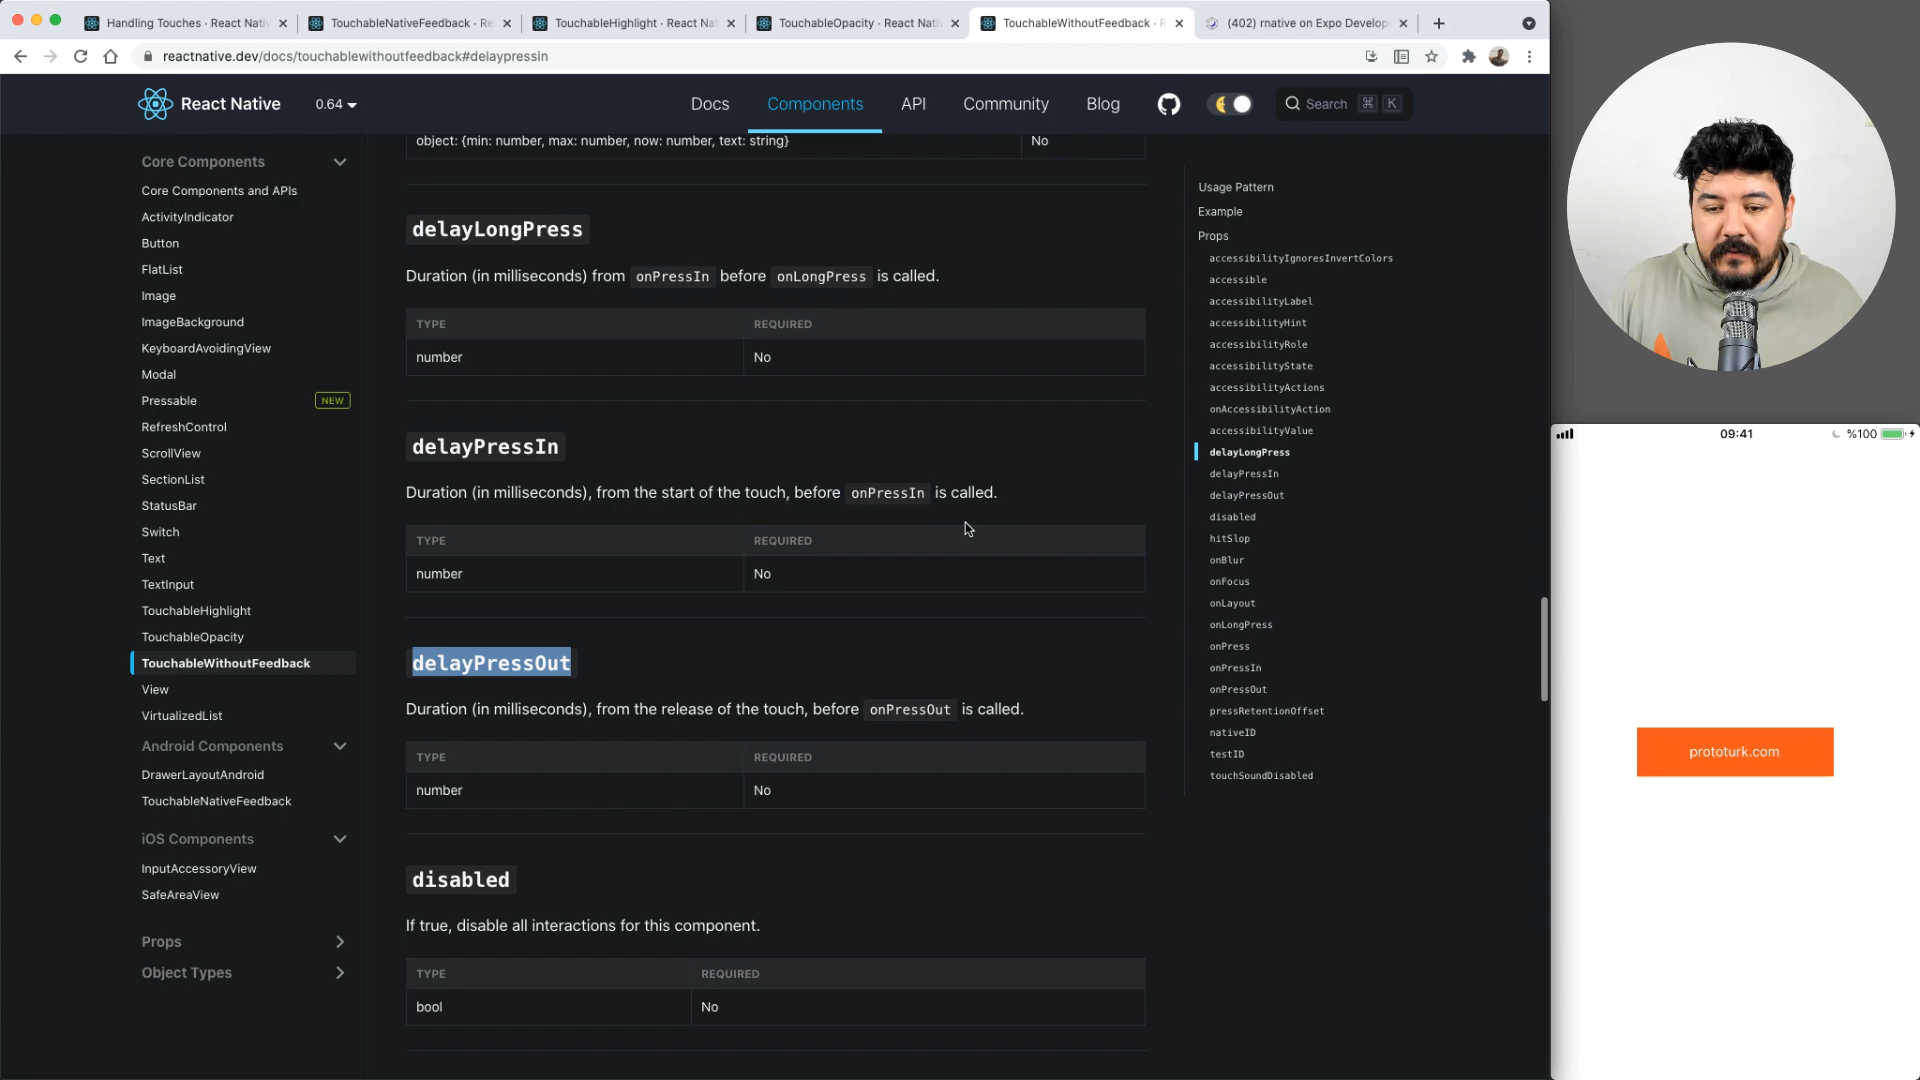 Handling Touches · React Nativ
TouchableNativeFeedback · Re
TouchableHighlight · React Nat
TouchableOpacity · React Nativ
TouchableWithoutFeedback · R
(402) rnative on Expo Develop
reactnative.dev/docs/touchablewithoutfeedback#delaypressin
React Native
0.64
Docs
Components
API
Community
Blog
Search ⌘ K
Core Components
Core Components and APIs
ActivityIndicator
Button
FlatList
Image
ImageBackground
KeyboardAvoidingView
Modal
Pressable NEW
RefreshControl
ScrollView
SectionList
StatusBar
Switch
Text
TextInput
TouchableHighlight
TouchableOpacity
TouchableWithoutFeedback
View
VirtualizedList
Android Components
DrawerLayoutAndroid
TouchableNativeFeedback
iOS Components
InputAccessoryView
SafeAreaView
Props
Object Types
object: {min: number, max: number, now: number, text: string} No
delayLongPress
Duration (in milliseconds) from onPressIn before onLongPress is called.
TYPE REQUIRED
number No
delayPressIn
Duration (in milliseconds), from the start of the touch, before onPressIn is called.
TYPE REQUIRED
number No
delayPressOut
Duration (in milliseconds), from the release of the touch, before onPressOut is called.
TYPE REQUIRED
number No
disabled
If true, disable all interactions for this component.
TYPE REQUIRED
bool No
Usage Pattern
Example
Props
accessibilityIgnoresInvertColors
accessible
accessibilityLabel
accessibilityHint
accessibilityRole
accessibilityState
accessibilityActions
onAccessibilityAction
accessibilityValue
delayLongPress
delayPressIn
delayPressOut
disabled
hitSlop
onBlur
onFocus
onLayout
onLongPress
onPress
onPressIn
onPressOut
pressRetentionOffset
nativeID
testID
touchSoundDisabled
09:41
%100
prototurk.com